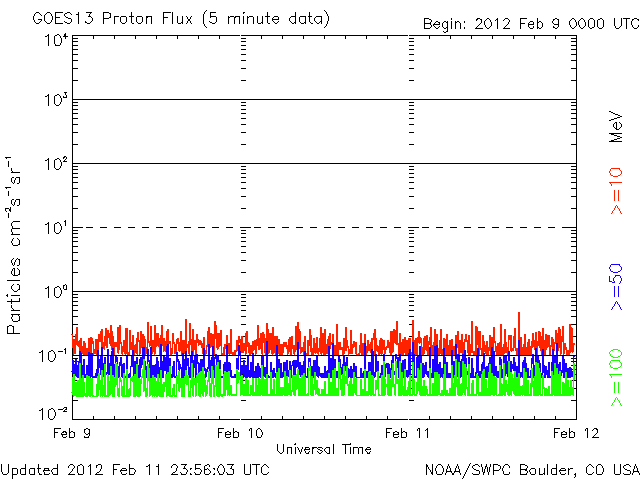 GOES13 Proton Flux (5 minute data)
Begin: 2012 Feb 9 0000 UTC
10⁴
10³
10²
10¹
10⁰
10⁻¹
10⁻²
Particles cm⁻²s⁻¹sr⁻¹
MeV
>=10
>=50
>=100
Feb 9 Feb 10 Feb 11 Feb 12
Universal Time
Updated 2012 Feb 11 23:56:03 UTC
NOAA/SWPC Boulder, CO USA